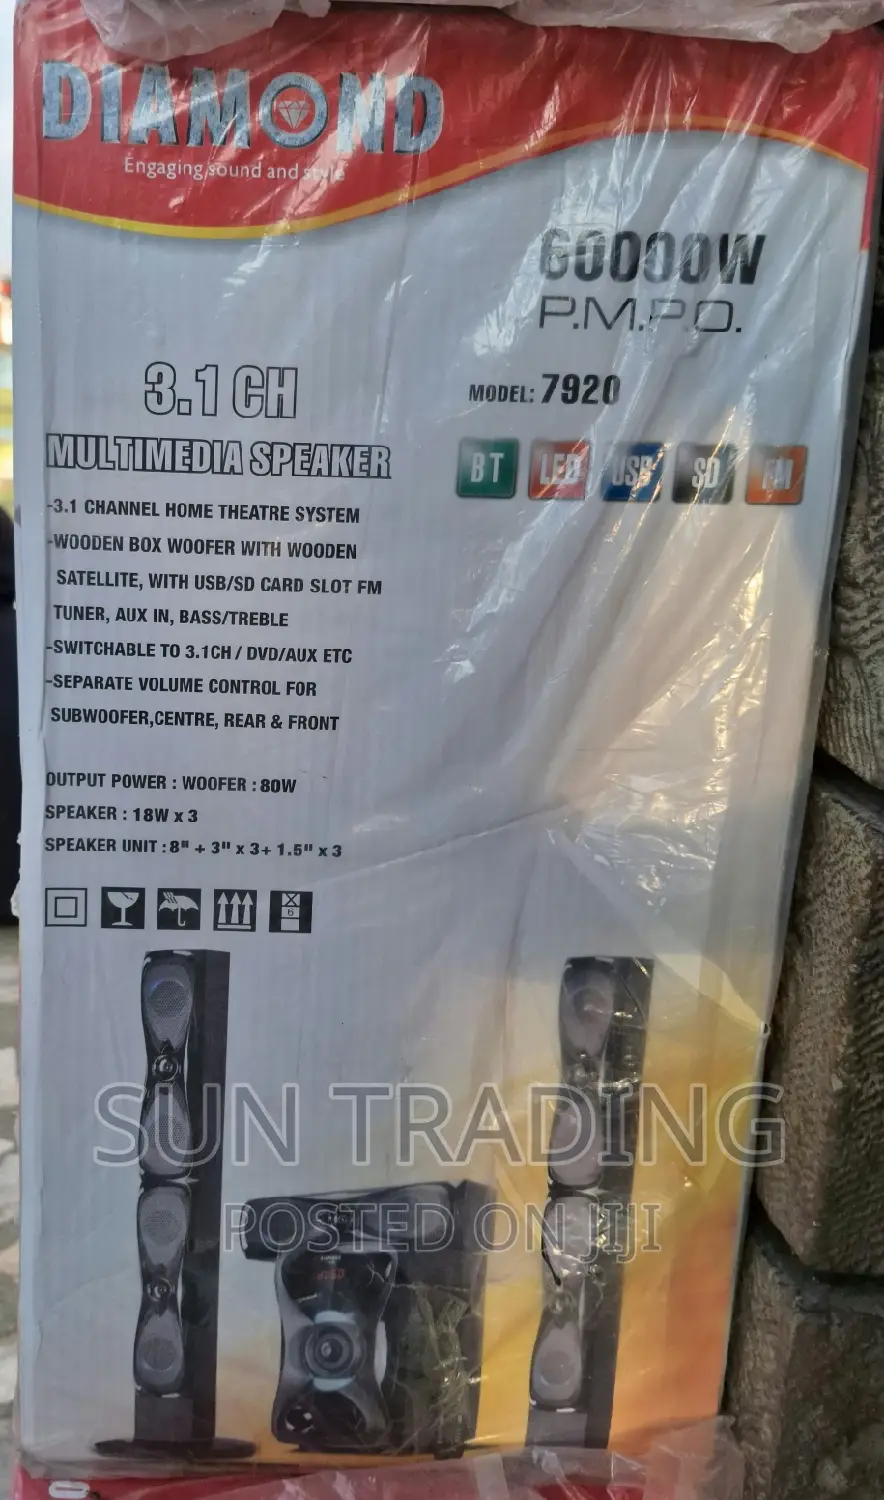 DIAMOND
Engaging sound and style
60000W
P.M.P.O.
3.1 CH
MODEL: 7920
MULTIMEDIA SPEAKER
BT LED USB SD FM
-3.1 CHANNEL HOME THEATRE SYSTEM
-WOODEN BOX WOOFER WITH WOODEN
SATELLITE, WITH USB/SD CARD SLOT FM
TUNER, AUX IN, BASS/TREBLE
-SWITCHABLE TO 3.1CH / DVD/AUX ETC
-SEPARATE VOLUME CONTROL FOR
SUBWOOFER,CENTRE, REAR & FRONT
OUTPUT POWER : WOOFER : 80W
SPEAKER : 18W x 3
SPEAKER UNIT : 8" + 3" x 3+ 1.5" x 3
6
SUN TRADING
POSTED ON JIJI